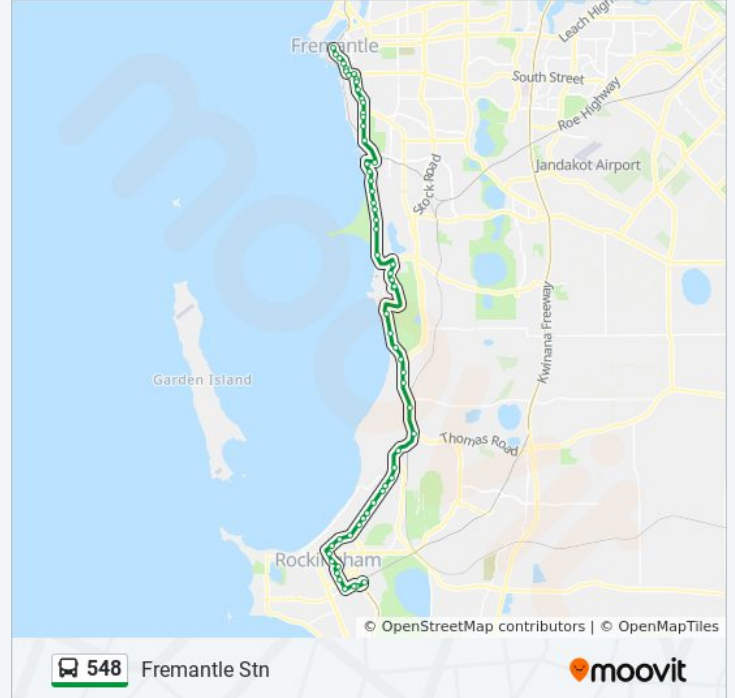 Fremantle
Leach High
South Street
Roe Highway
Jandakot Airport
Stock Road
Kwinana Freeway
Garden Island
Thomas Road
Rockingham
© OpenStreetMap contributors | © OpenMapTiles
548 Fremantle Stn
moovit